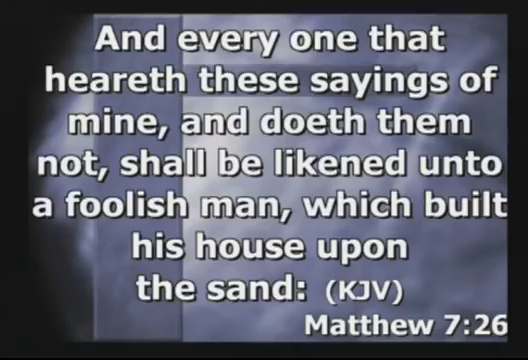 And every one that
heareth these sayings of
mine, and doeth them
not, shall be likened unto
a foolish man, which built
his house upon
the sand: (KJV)
Matthew 7:26